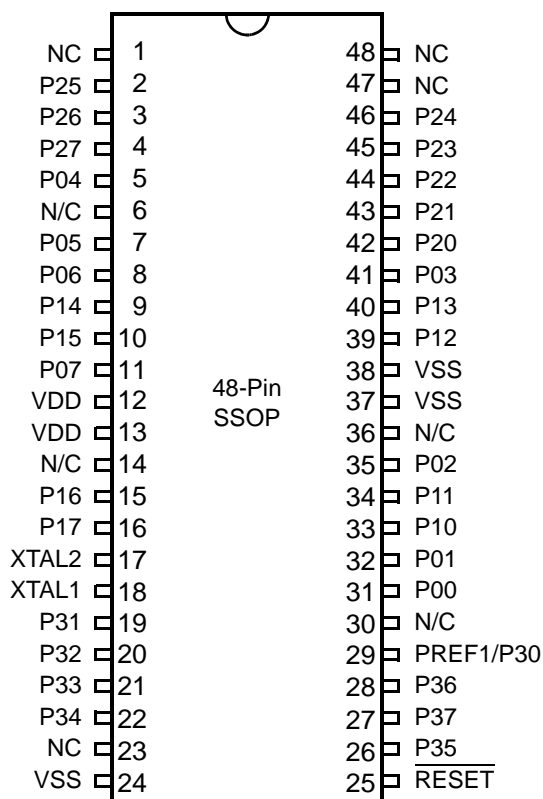 NC 1 48 NC
P25 2 47 NC
P26 3 46 P24
P27 4 45 P23
P04 5 44 P22
N/C 6 43 P21
P05 7 42 P20
P06 8 41 P03
P14 9 40 P13
P15 10 39 P12
P07 11 38 VSS
VDD 12 48-Pin 37 VSS
VDD 13 SSOP 36 N/C
N/C 14 35 P02
P16 15 34 P11
P17 16 33 P10
XTAL2 17 32 P01
XTAL1 18 31 P00
P31 19 30 N/C
P32 20 29 PREF1/P30
P33 21 28 P36
P34 22 27 P37
NC 23 26 P35
VSS 24 25 RESET